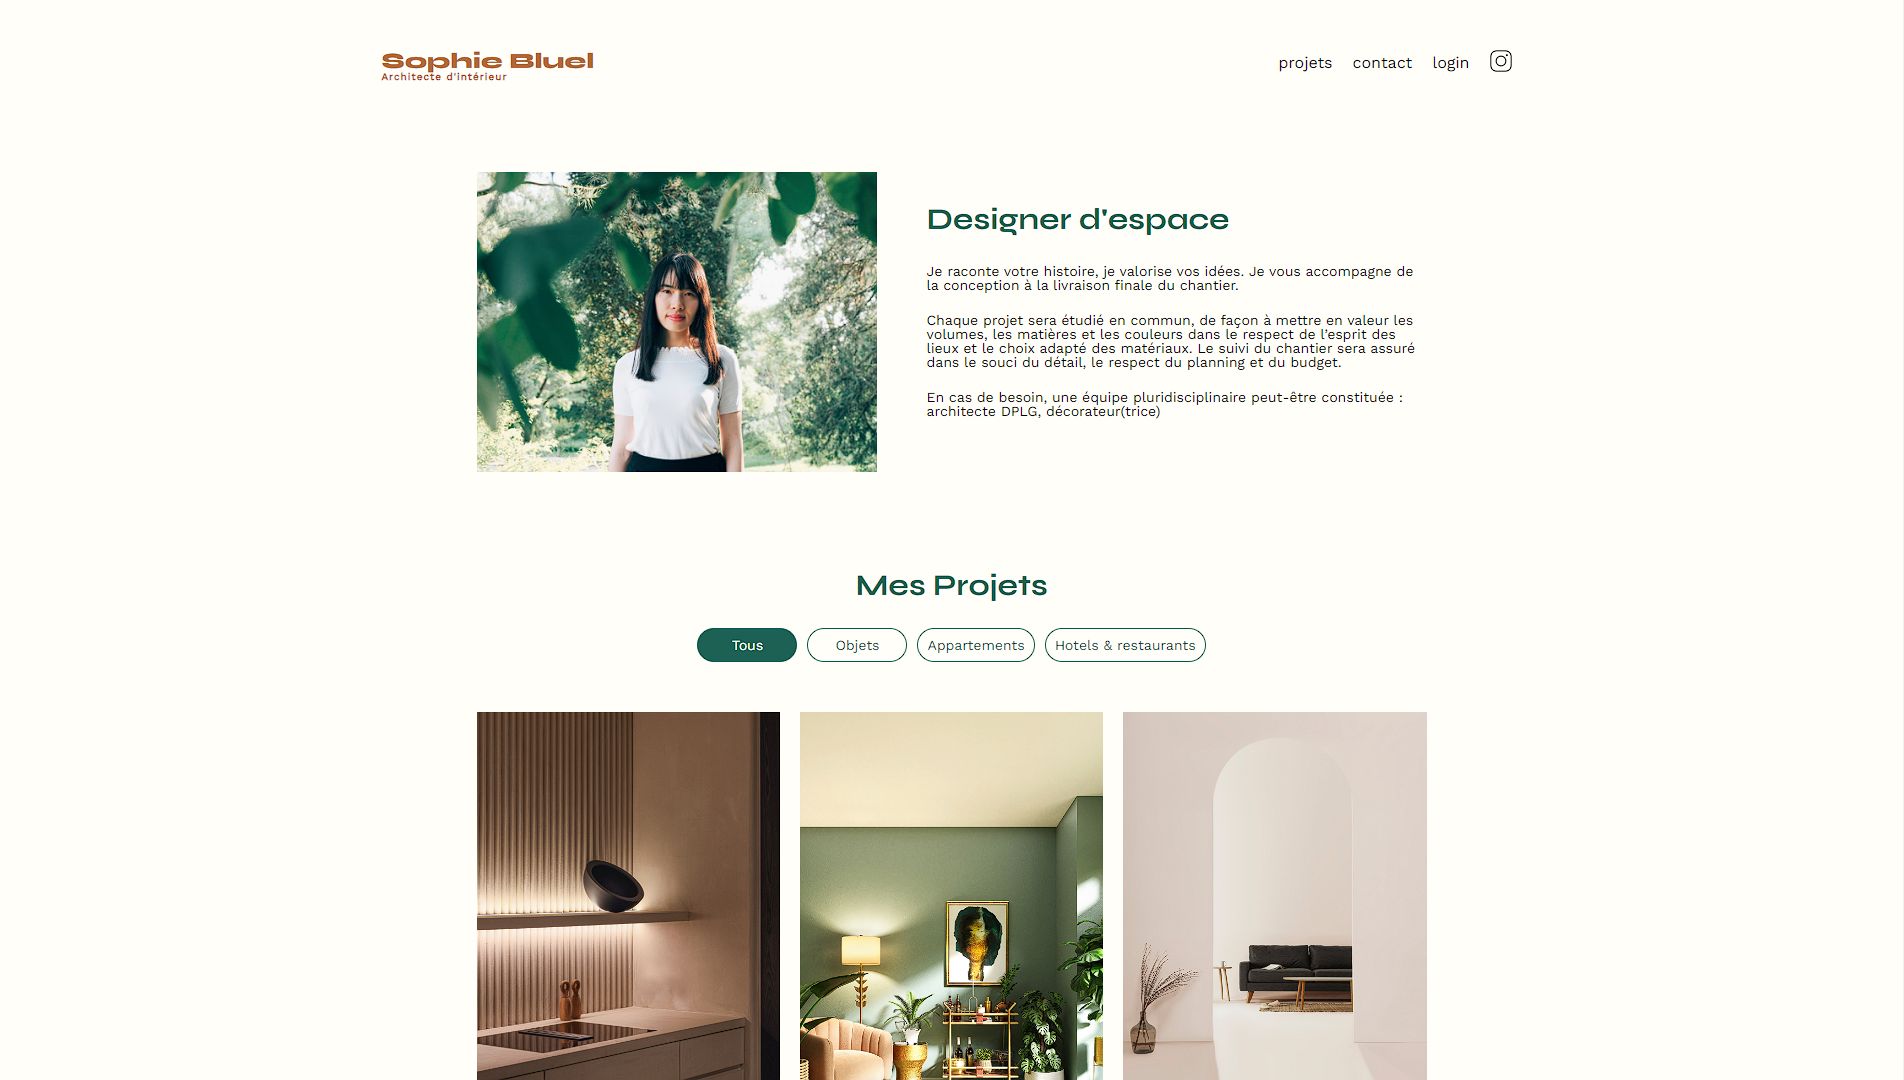 Sophie Bluel
Architecte d'intérieur
projets
contact
login
Designer d'espace
Je raconte votre histoire, je valorise vos idées. Je vous accompagne de
la conception à la livraison finale du chantier.
Chaque projet sera étudié en commun, de façon à mettre en valeur les
volumes, les matières et les couleurs dans le respect de l’esprit des
lieux et le choix adapté des matériaux. Le suivi du chantier sera assuré
dans le souci du détail, le respect du planning et du budget.
En cas de besoin, une équipe pluridisciplinaire peut-être constituée :
architecte DPLG, décorateur(trice)
Mes Projets
Tous
Objets
Appartements
Hotels & restaurants